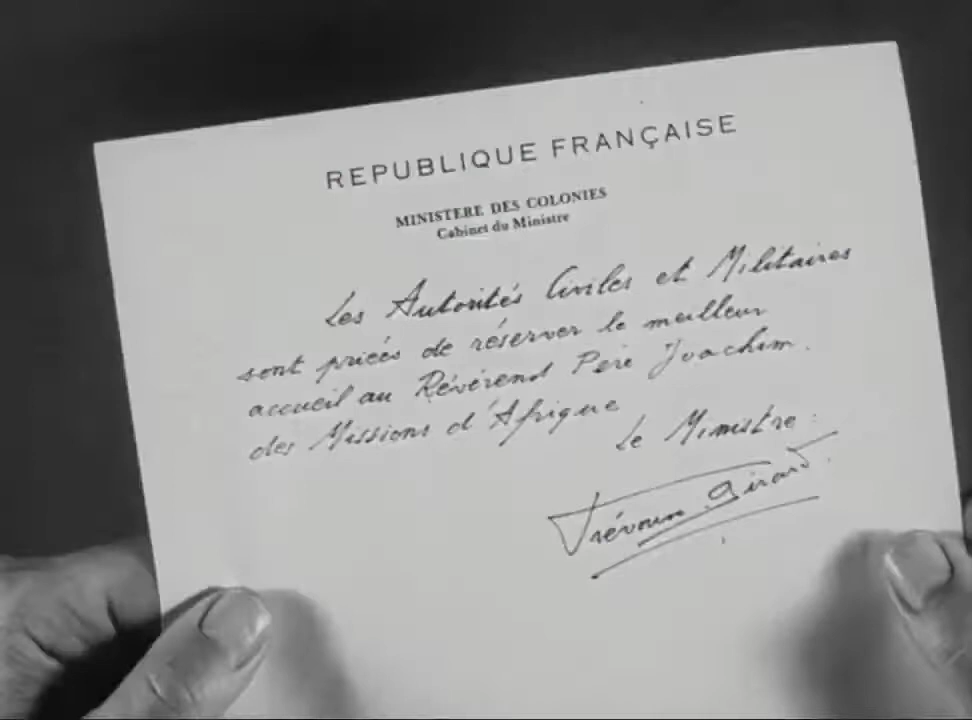 REPUBLIQUE FRANÇAISE
MINISTERE DES COLONIES
Cabinet du Ministre
Les Autorités Civiles et Militaires
sont priées de réserver le meilleur
accueil au Révérend Père Joachim.
des Missions d'Afrique
Le Ministre:
Girard